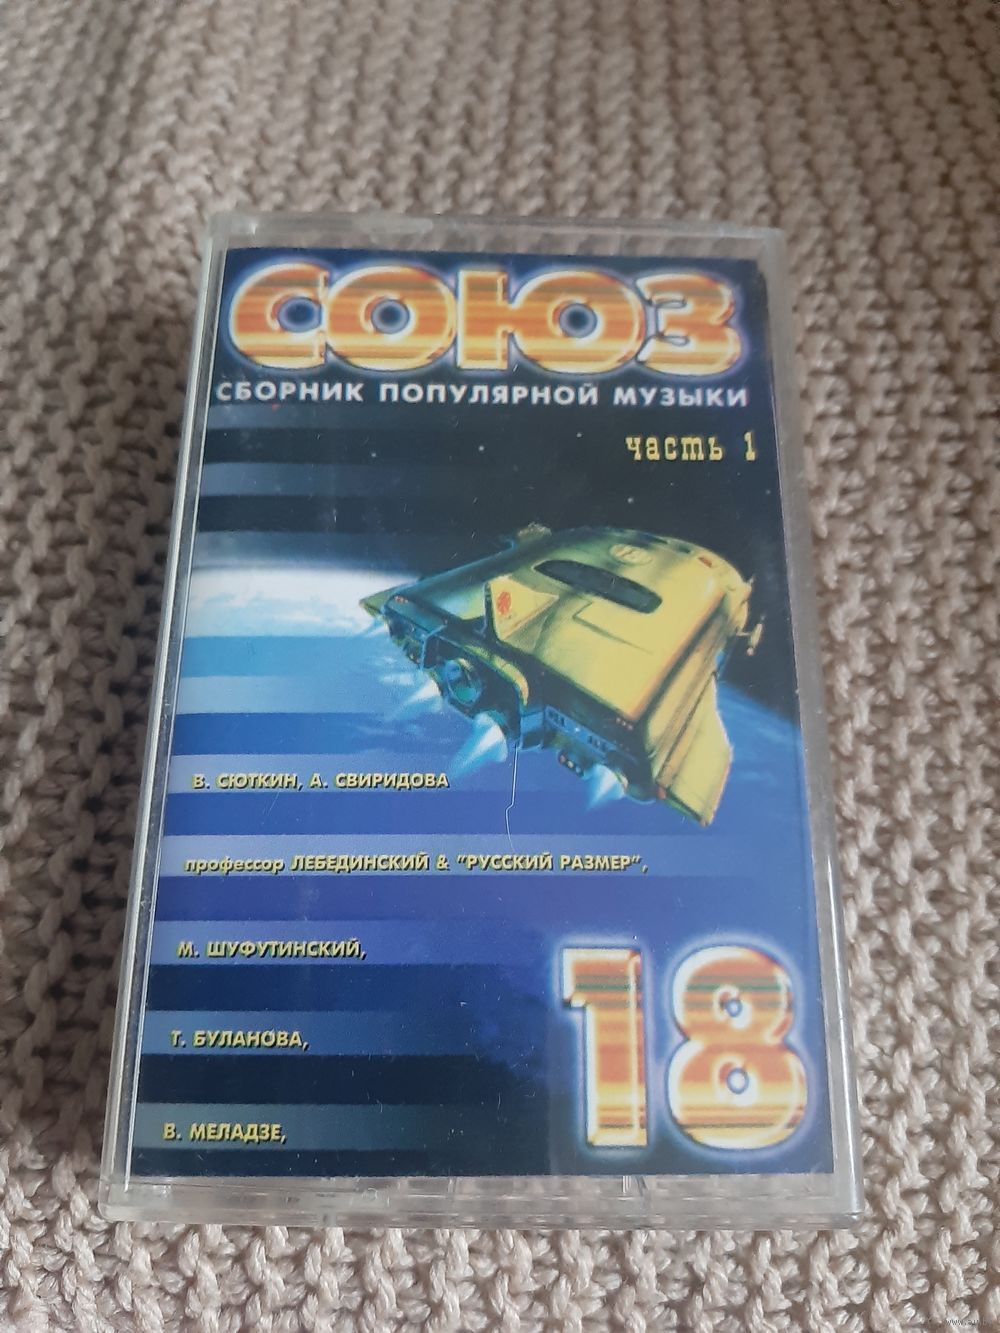 СОЮЗ
СБОРНИК ПОПУЛЯРНОЙ МУЗЫКИ
часть 1
В. СЮТКИН, А. СВИРИДОВА
профессор ЛЕБЕДИНСКИЙ & "РУССКИЙ РАЗМЕР",
М. ШУФУТИНСКИЙ,
Т. БУЛАНОВА,
В. МЕЛАДЗЕ,
18